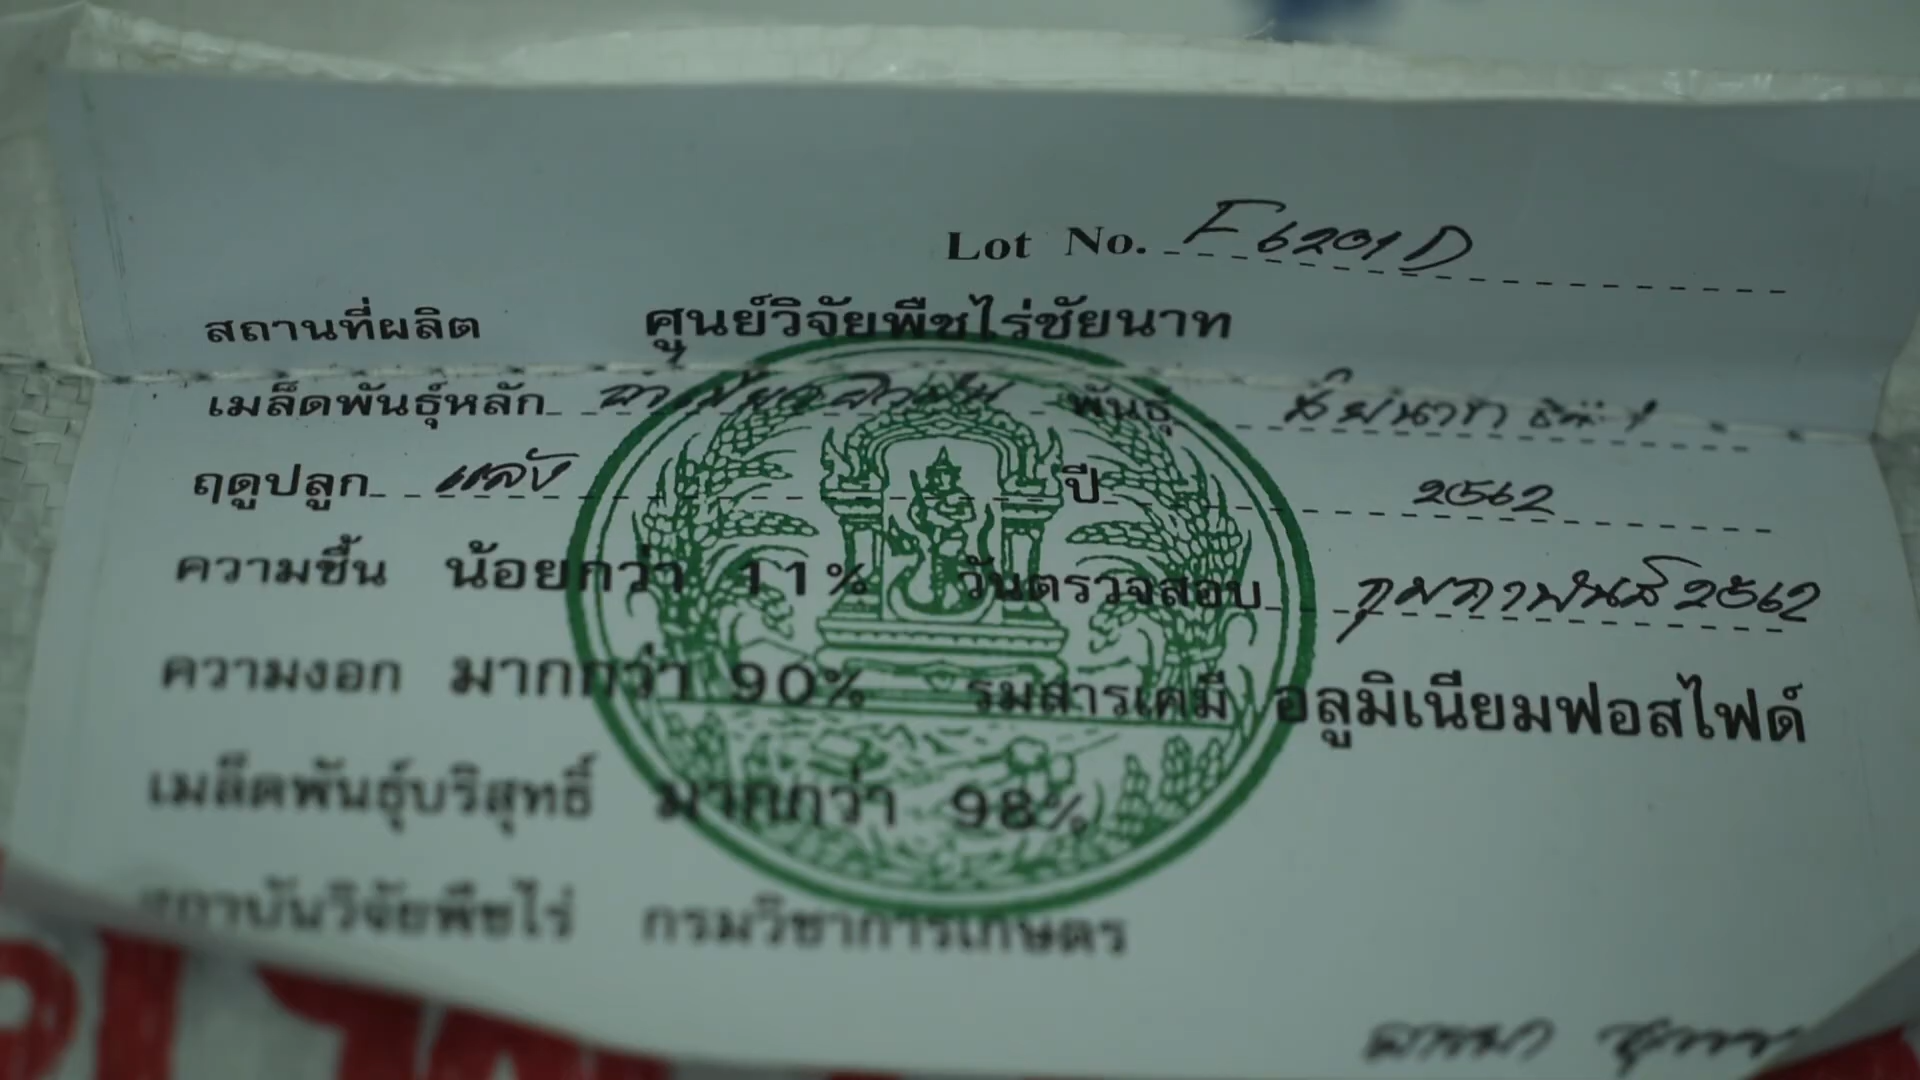 Lot No. F6201D
สถานที่ผลิต ศูนย์วิจัยพืชไร่ชัยนาท
เมล็ดพันธุ์หลัก พันธุ์ ชัยนาท
ฤดูปลูก แล้ง ปี 2562
ความชื้น น้อยกว่า 11% วันตรวจสอบ กุมภาพันธ์ 2562
ความงอก มากกว่า 90% รมสารเคมี อลูมิเนียมฟอสไฟด์
เมล็ดพันธุ์บริสุทธิ์ มากกว่า 98%
สถาบันวิจัยพืชไร่ กรมวิชาการเกษตร